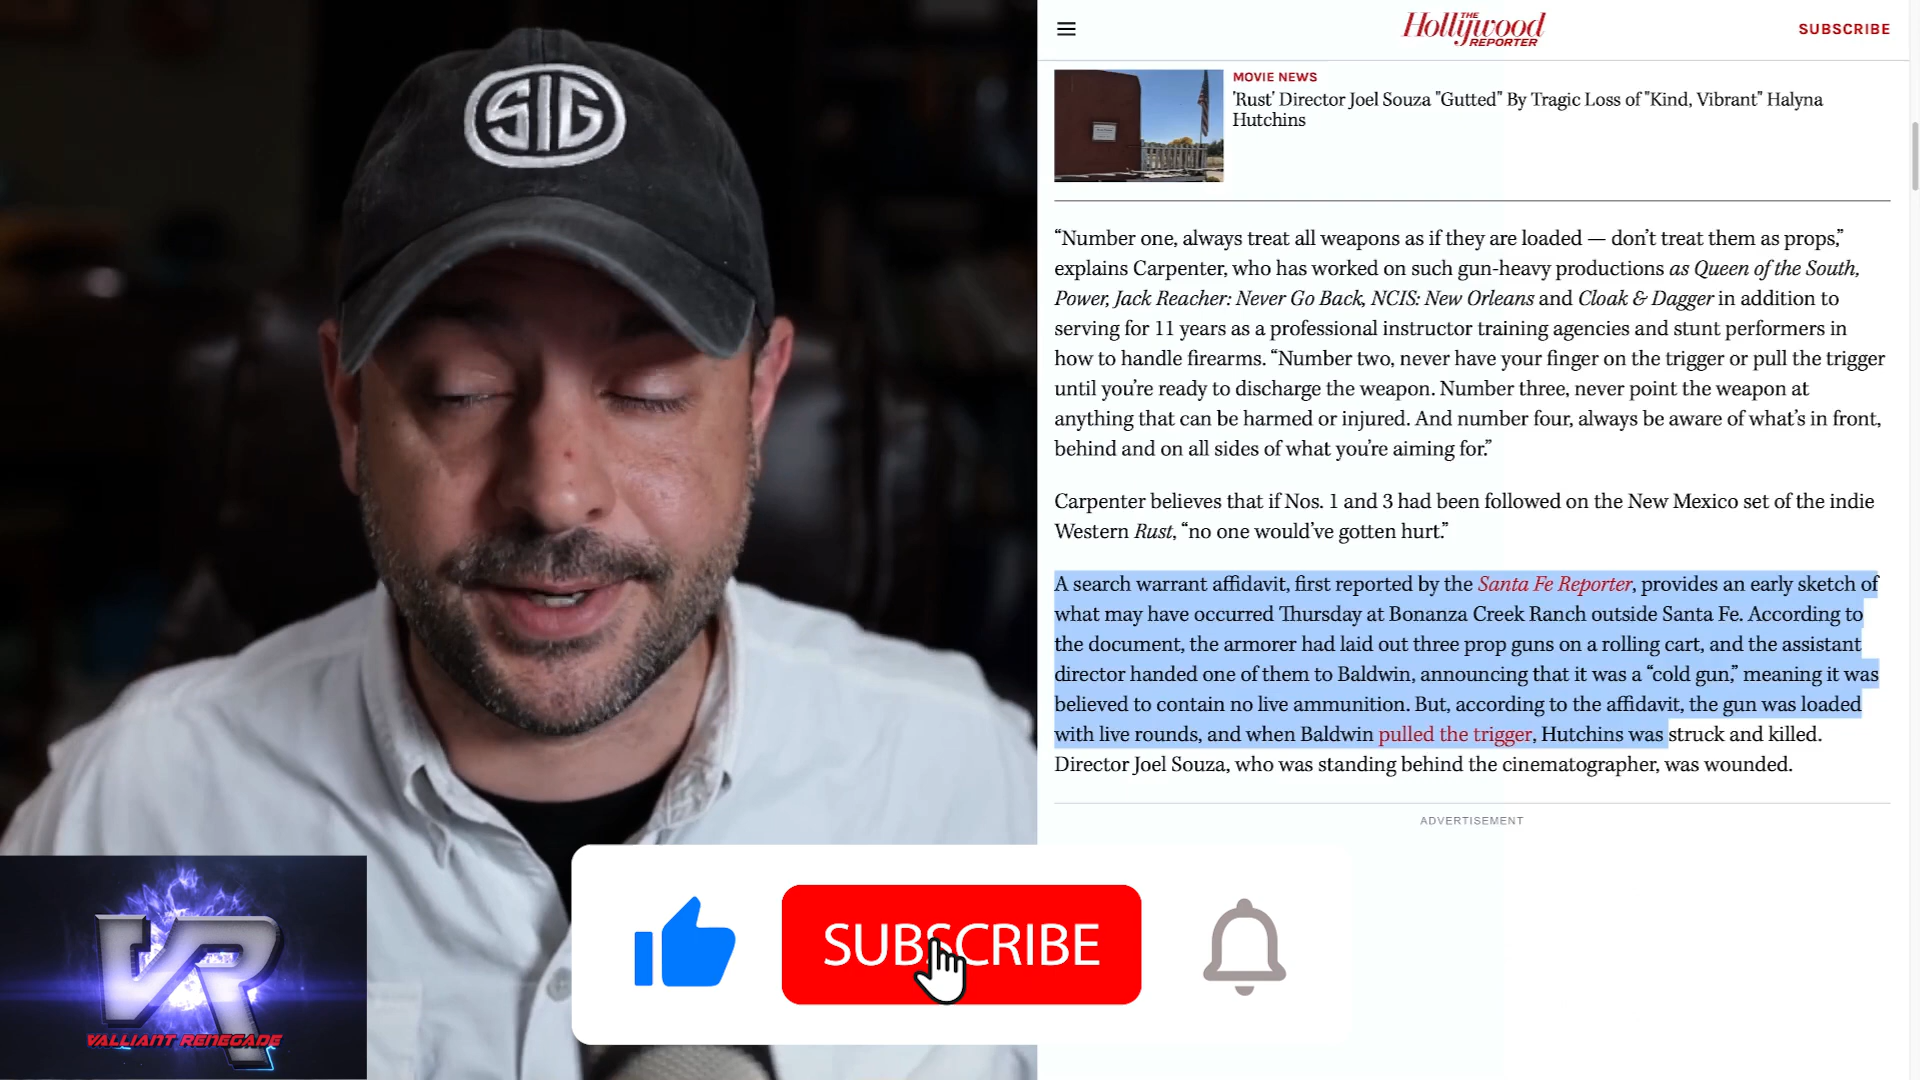 SIG
THE
Hollywood
REPORTER
SUBSCRIBE
MOVIE NEWS
'Rust' Director Joel Souza "Gutted" By Tragic Loss of "Kind, Vibrant" Halyna
Hutchins
“Number one, always treat all weapons as if they are loaded — don’t treat them as props,”
explains Carpenter, who has worked on such gun-heavy productions as Queen of the South,
Power, Jack Reacher: Never Go Back, NCIS: New Orleans and Cloak & Dagger in addition to
serving for 11 years as a professional instructor training agencies and stunt performers in
how to handle firearms. “Number two, never have your finger on the trigger or pull the trigger
until you’re ready to discharge the weapon. Number three, never point the weapon at
anything that can be harmed or injured. And number four, always be aware of what’s in front,
behind and on all sides of what you’re aiming for.”
Carpenter believes that if Nos. 1 and 3 had been followed on the New Mexico set of the indie
Western Rust, “no one would’ve gotten hurt.”
A search warrant affidavit, first reported by the Santa Fe Reporter, provides an early sketch of
what may have occurred Thursday at Bonanza Creek Ranch outside Santa Fe. According to
the document, the armorer had laid out three prop guns on a rolling cart, and the assistant
director handed one of them to Baldwin, announcing that it was a “cold gun,” meaning it was
believed to contain no live ammunition. But, according to the affidavit, the gun was loaded
with live rounds, and when Baldwin pulled the trigger, Hutchins was struck and killed.
Director Joel Souza, who was standing behind the cinematographer, was wounded.
ADVERTISEMENT
SUBSCRIBE
VR
VALLIANT RENEGADE